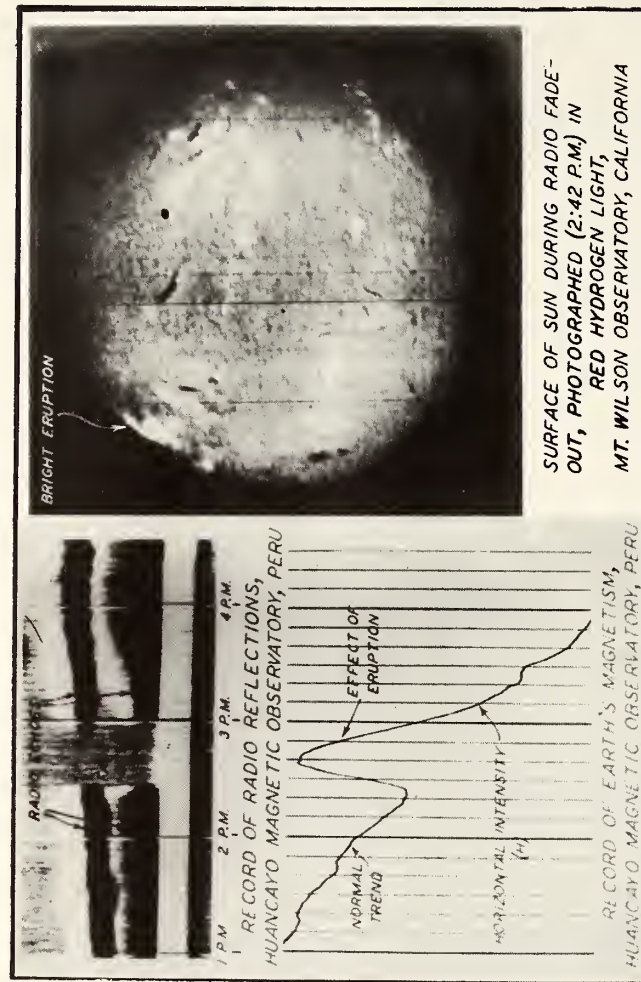 RADIO ECHOES
1 P.M. 2 P.M. 3 P.M. 4 P.M.
RECORD OF RADIO REFLECTIONS,
HUANCAYO MAGNETIC OBSERVATORY, PERU
NORMAL
TREND
EFFECT OF
ERUPTION
HORIZONTAL INTENSITY
(H)
RECORD OF EARTH'S MAGNETISM,
HUANCAYO MAGNETIC OBSERVATORY, PERU
BRIGHT ERUPTION
SURFACE OF SUN DURING RADIO FADE-
OUT, PHOTOGRAPHED (2:42 P.M.) IN
RED HYDROGEN LIGHT,
MT. WILSON OBSERVATORY, CALIFORNIA